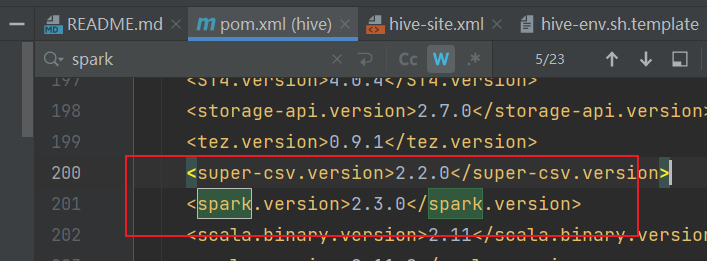 README.md pom.xml (hive) hive-site.xml hive-env.sh.template
spark Cc W .* 5/23
197 <ST4.version>4.0.4</ST4.version>
198 <storage-api.version>2.7.0</storage-api.version>
199 <tez.version>0.9.1</tez.version>
200 <super-csv.version>2.2.0</super-csv.version>
201 <spark.version>2.3.0</spark.version>
202 <scala.binary.version>2.11</scala.binary.version